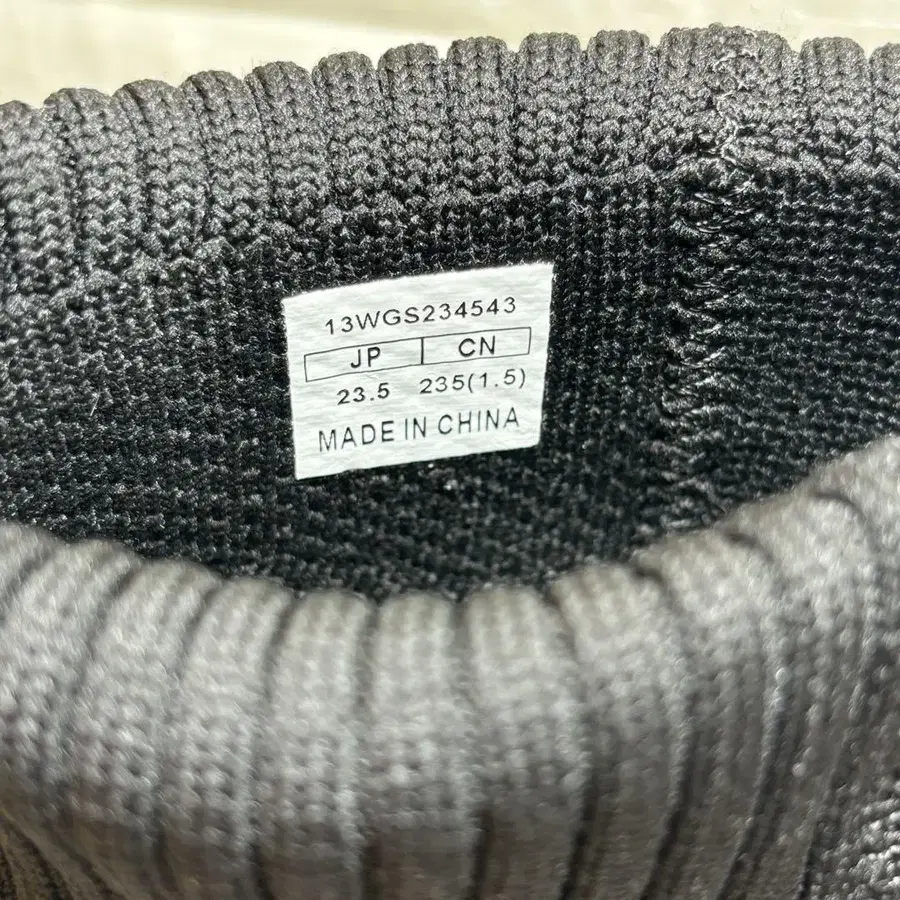 13WGS234543
JP CN
23.5 235(1.5)
MADE IN CHINA